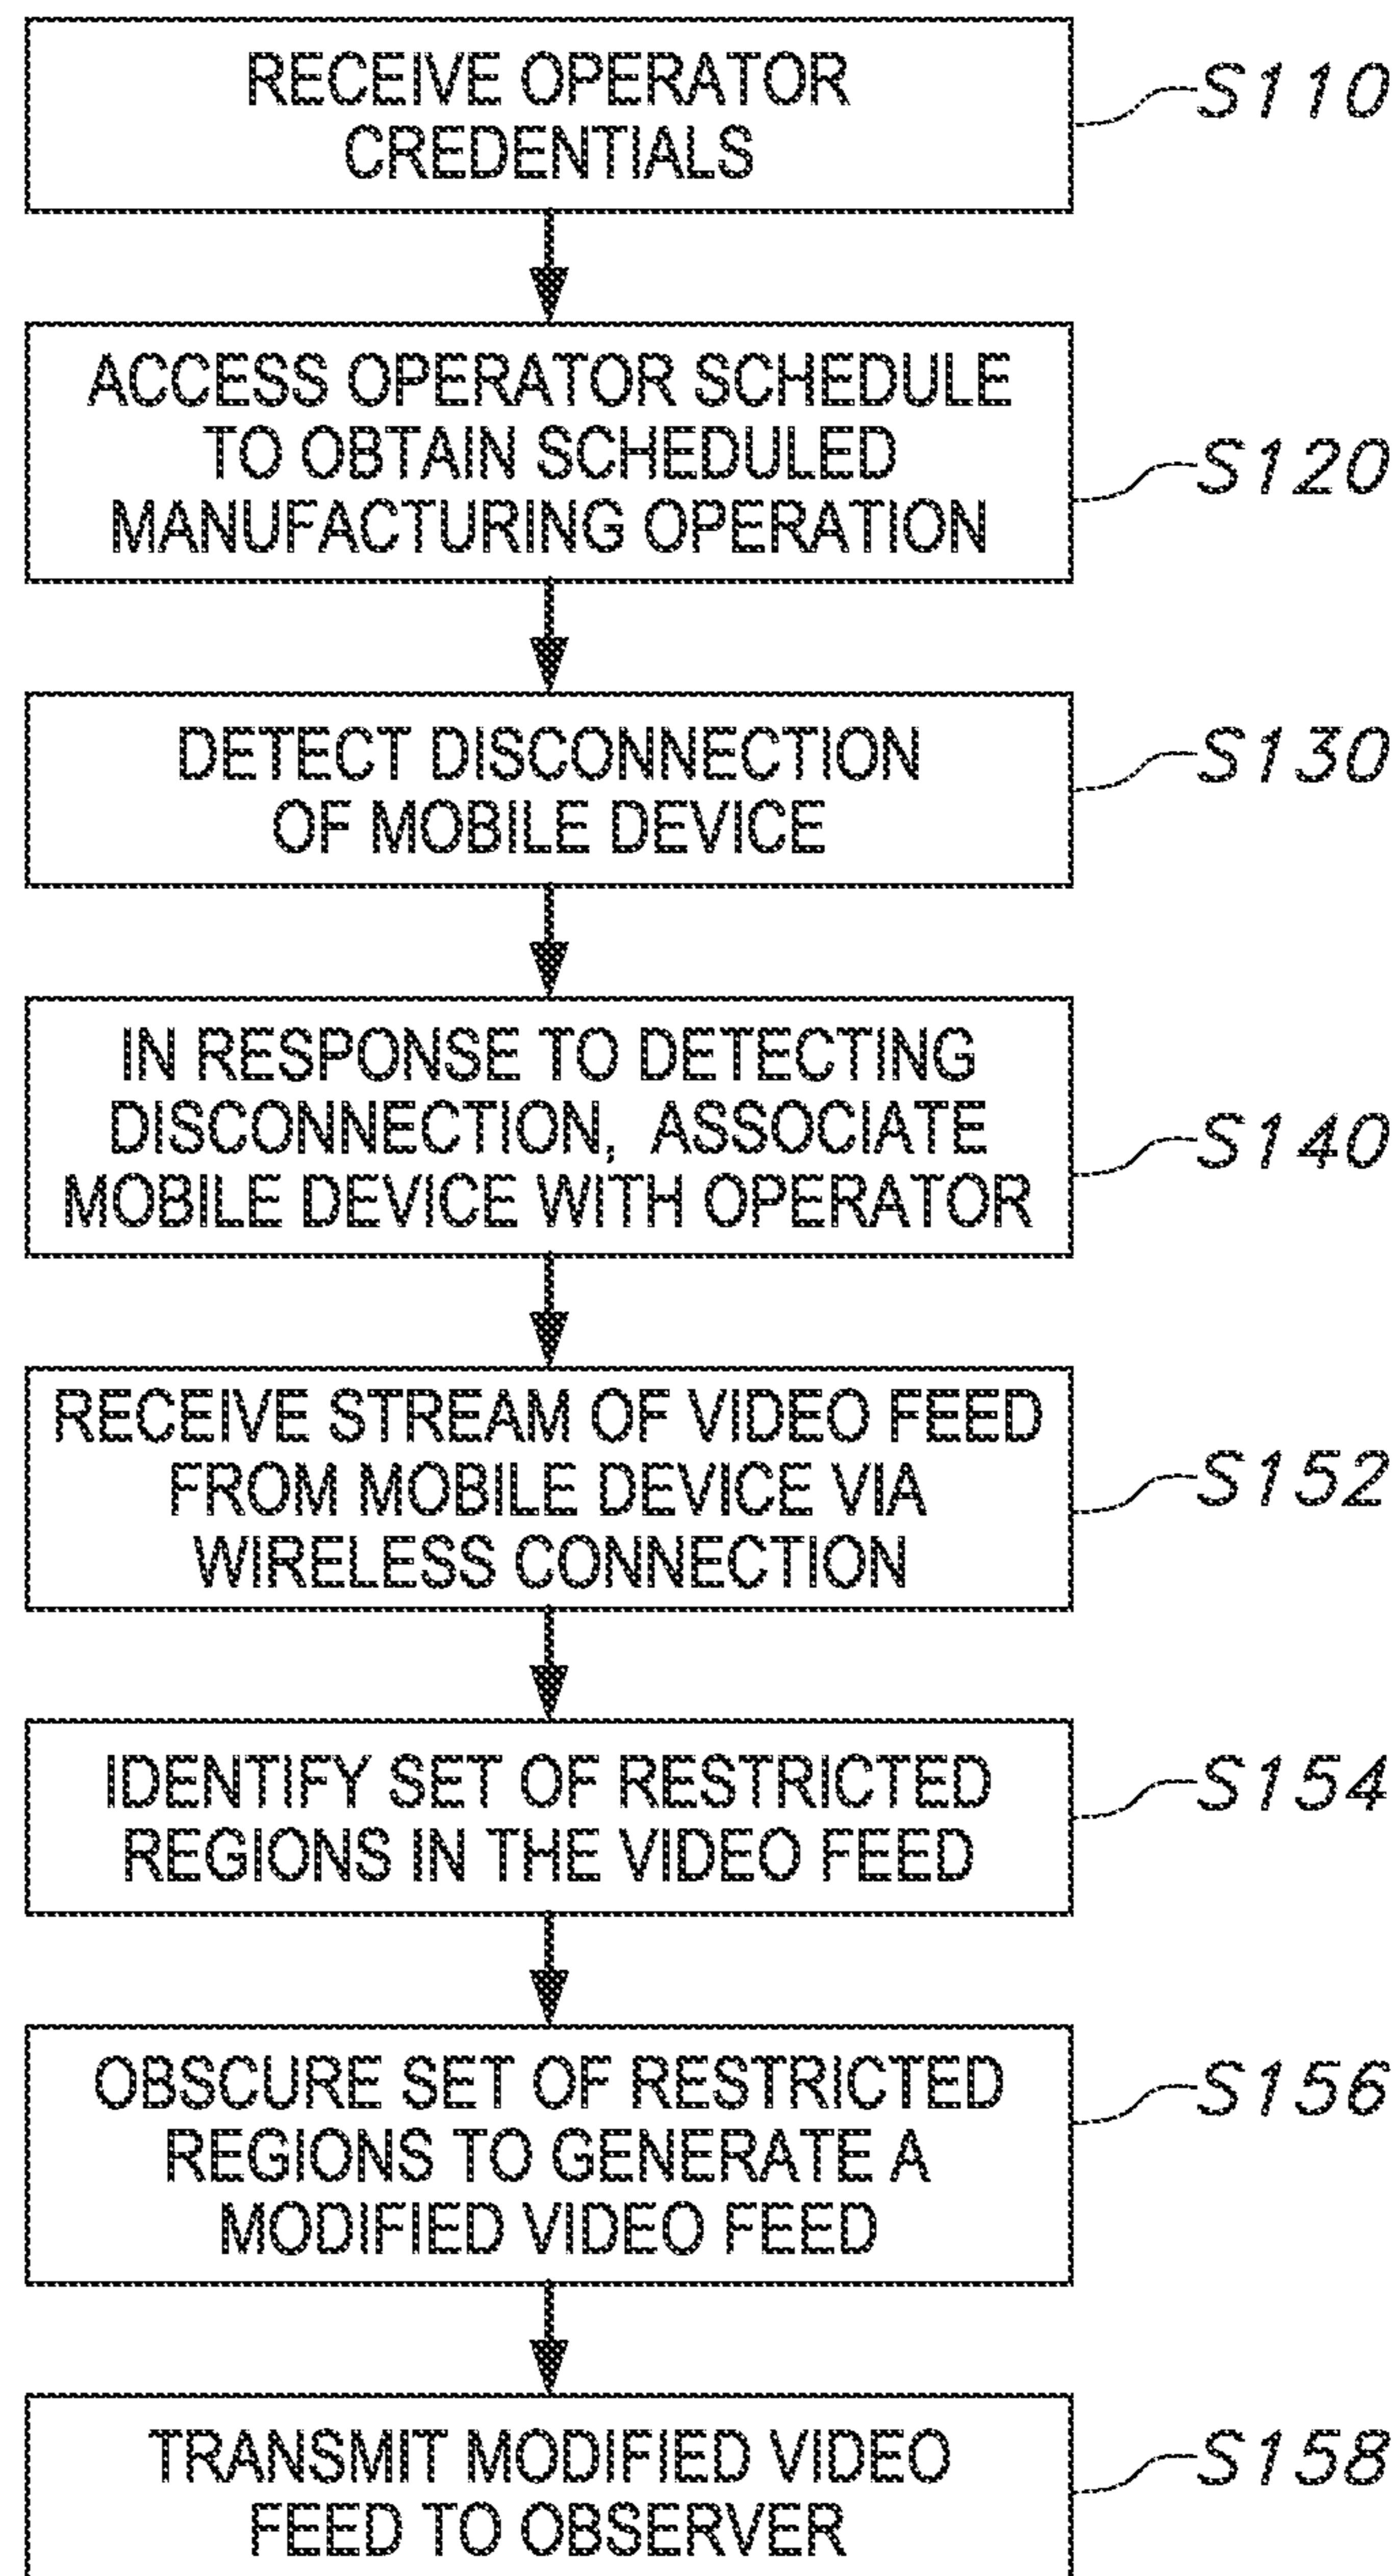 RECEIVE OPERATOR
CREDENTIALS
S110
ACCESS OPERATOR SCHEDULE
TO OBTAIN SCHEDULED
MANUFACTURING OPERATION
S120
DETECT DISCONNECTION
OF MOBILE DEVICE
S130
IN RESPONSE TO DETECTING
DISCONNECTION, ASSOCIATE
MOBILE DEVICE WITH OPERATOR
S140
RECEIVE STREAM OF VIDEO FEED
FROM MOBILE DEVICE VIA
WIRELESS CONNECTION
S152
IDENTIFY SET OF RESTRICTED
REGIONS IN THE VIDEO FEED
S154
OBSCURE SET OF RESTRICTED
REGIONS TO GENERATE A
MODIFIED VIDEO FEED
S156
TRANSMIT MODIFIED VIDEO
FEED TO OBSERVER
S158